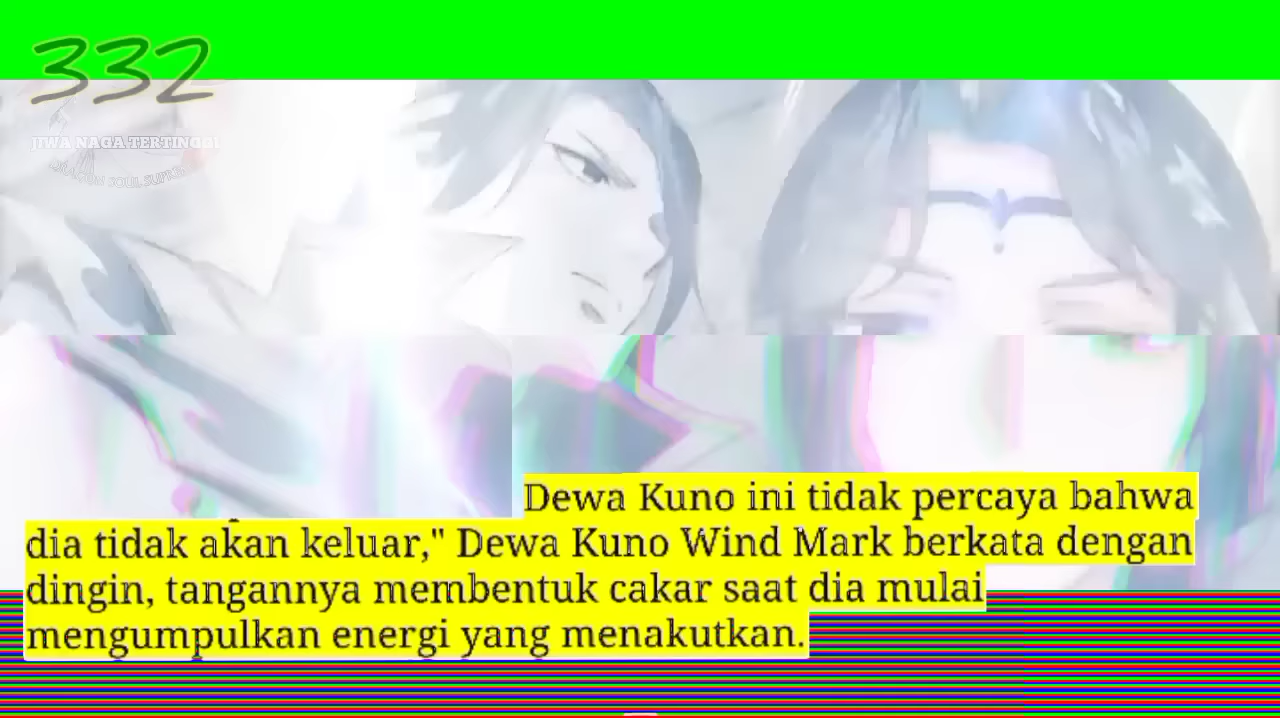 332
JIWA NAGA TERTINGGI
Dewa Kuno ini tidak percaya bahwa
dia tidak akan keluar," Dewa Kuno Wind Mark berkata dengan
dingin, tangannya membentuk cakar saat dia mulai
mengumpulkan energi yang menakutkan.